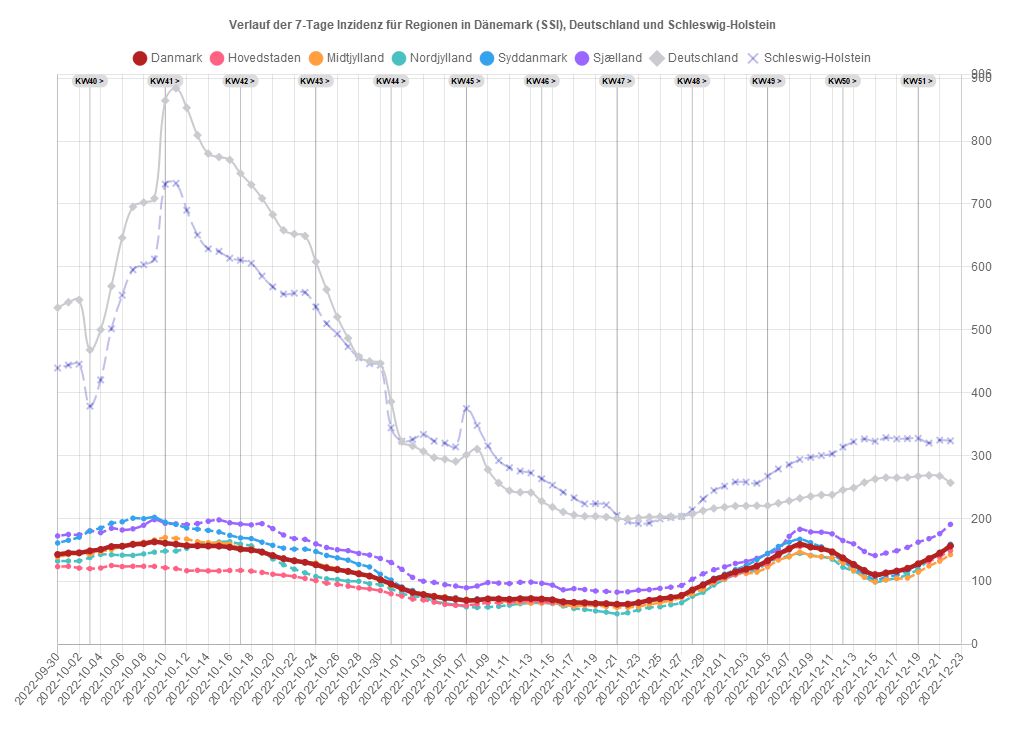 Verlauf der 7-Tage Inzidenz für Regionen in Dänemark (SSI), Deutschland und Schleswig-Holstein
Danmark Hovedstaden Midtjylland Nordjylland Syddanmark Sjælland Deutschland Schleswig-Holstein
KW40 > KW41 > KW42 > KW43 > KW44 > KW45 > KW46 > KW47 > KW48 > KW49 > KW50 > KW51 >
906
900
800
700
600
500
400
300
200
100
0
2022-09-30 2022-10-02 2022-10-04 2022-10-06 2022-10-08 2022-10-10 2022-10-12 2022-10-14 2022-10-16 2022-10-18 2022-10-20 2022-10-22 2022-10-24 2022-10-26 2022-10-28 2022-10-30 2022-11-01 2022-11-03 2022-11-05 2022-11-07 2022-11-09 2022-11-11 2022-11-13 2022-11-15 2022-11-17 2022-11-19 2022-11-21 2022-11-23 2022-11-25 2022-11-27 2022-11-29 2022-12-01 2022-12-03 2022-12-05 2022-12-07 2022-12-09 2022-12-11 2022-12-13 2022-12-15 2022-12-17 2022-12-19 2022-12-21 2022-12-23